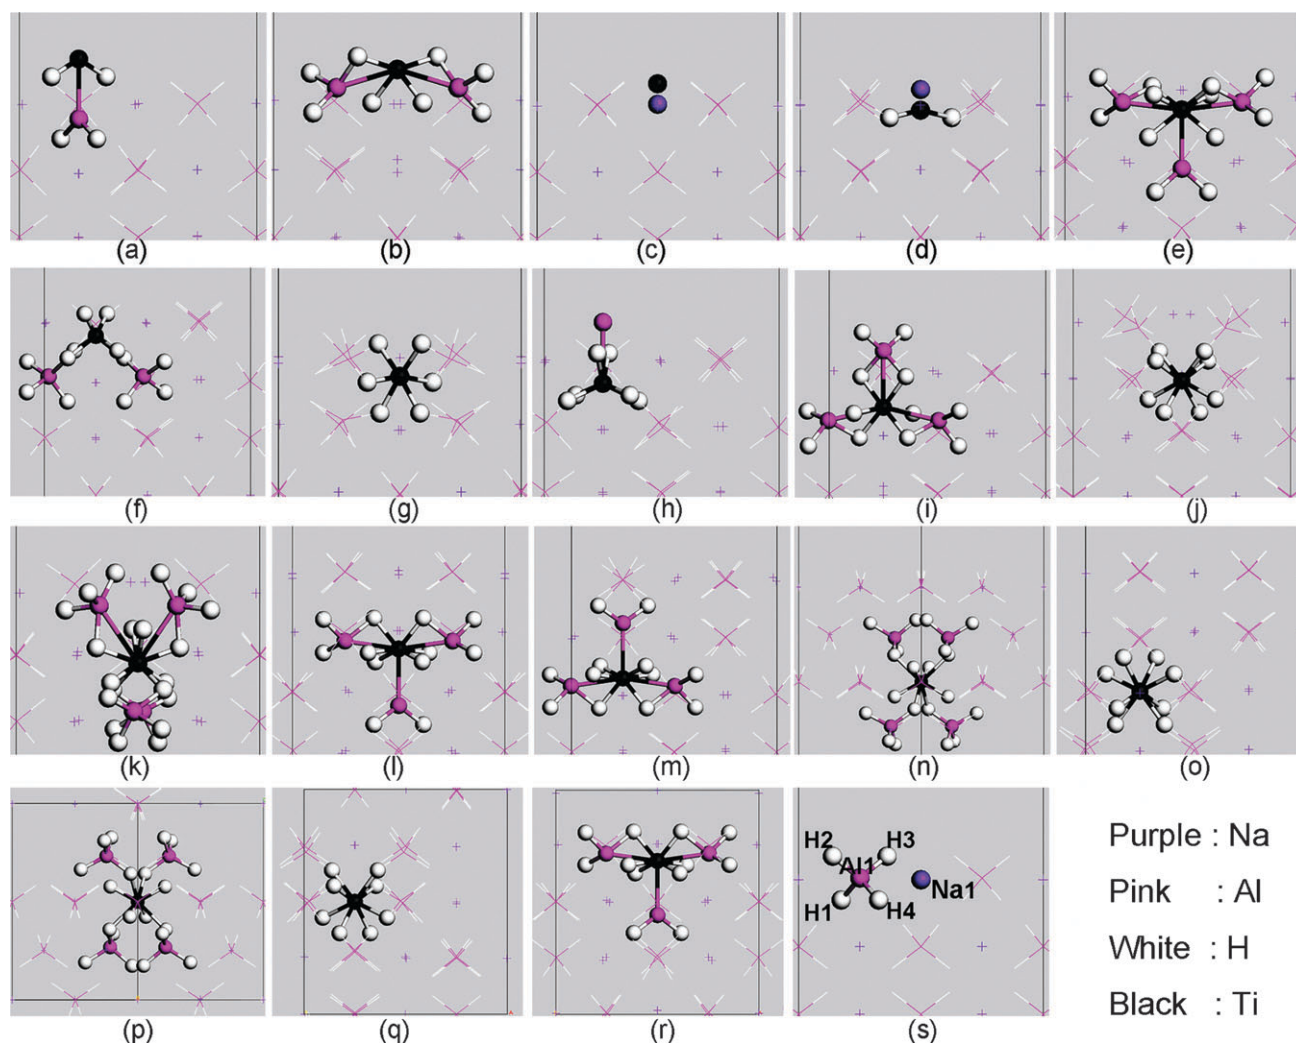 (a) (b) (c) (d) (e)
(f) (g) (h) (i) (j)
(k) (l) (m) (n) (o)
H2 H3
Al1
Na1
H1 H4
Purple : Na
Pink : Al
White : H
Black : Ti
(p) (q) (r) (s)